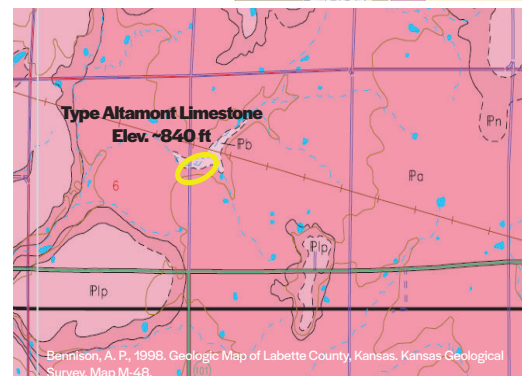 Type Altamont Limestone
Elev. ~840 ft
Pb
Pn
6
Pa
Plp
Plp
Bennison, A. P., 1998. Geologic Map of Labette County, Kansas. Kansas Geological
Survey, Map M-48.
(101)